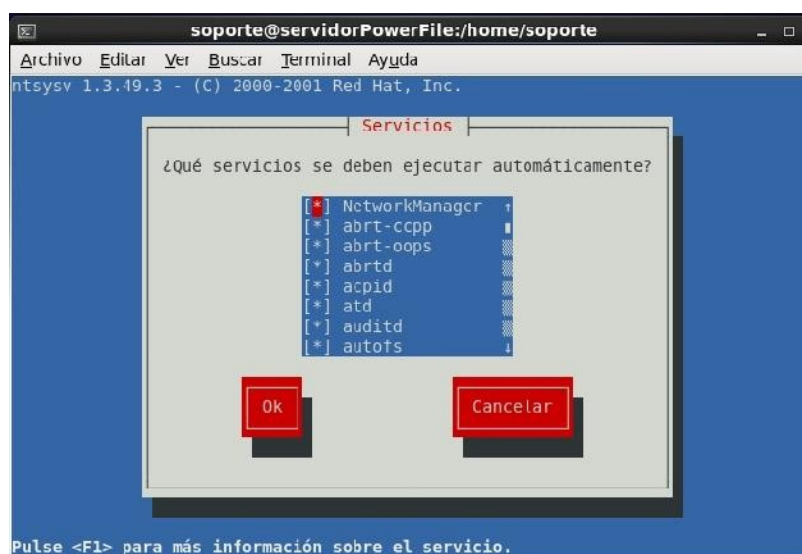 soporte@servidorPowerFile:/home/soporte
Archivo Editar Ver Buscar Terminal Ayuda
ntsysv 1.3.49.3 - (C) 2000-2001 Red Hat, Inc.
Servicios
¿Qué servicios se deben ejecutar automáticamente?
[*] NetworkManager ↑
[*] abrt-ccpp
[*] abrt-oops
[*] abrtd
[*] acpid
[*] atd
[*] auditd
[*] autofs ↓
Ok Cancelar
Pulse <F1> para más información sobre el servicio.